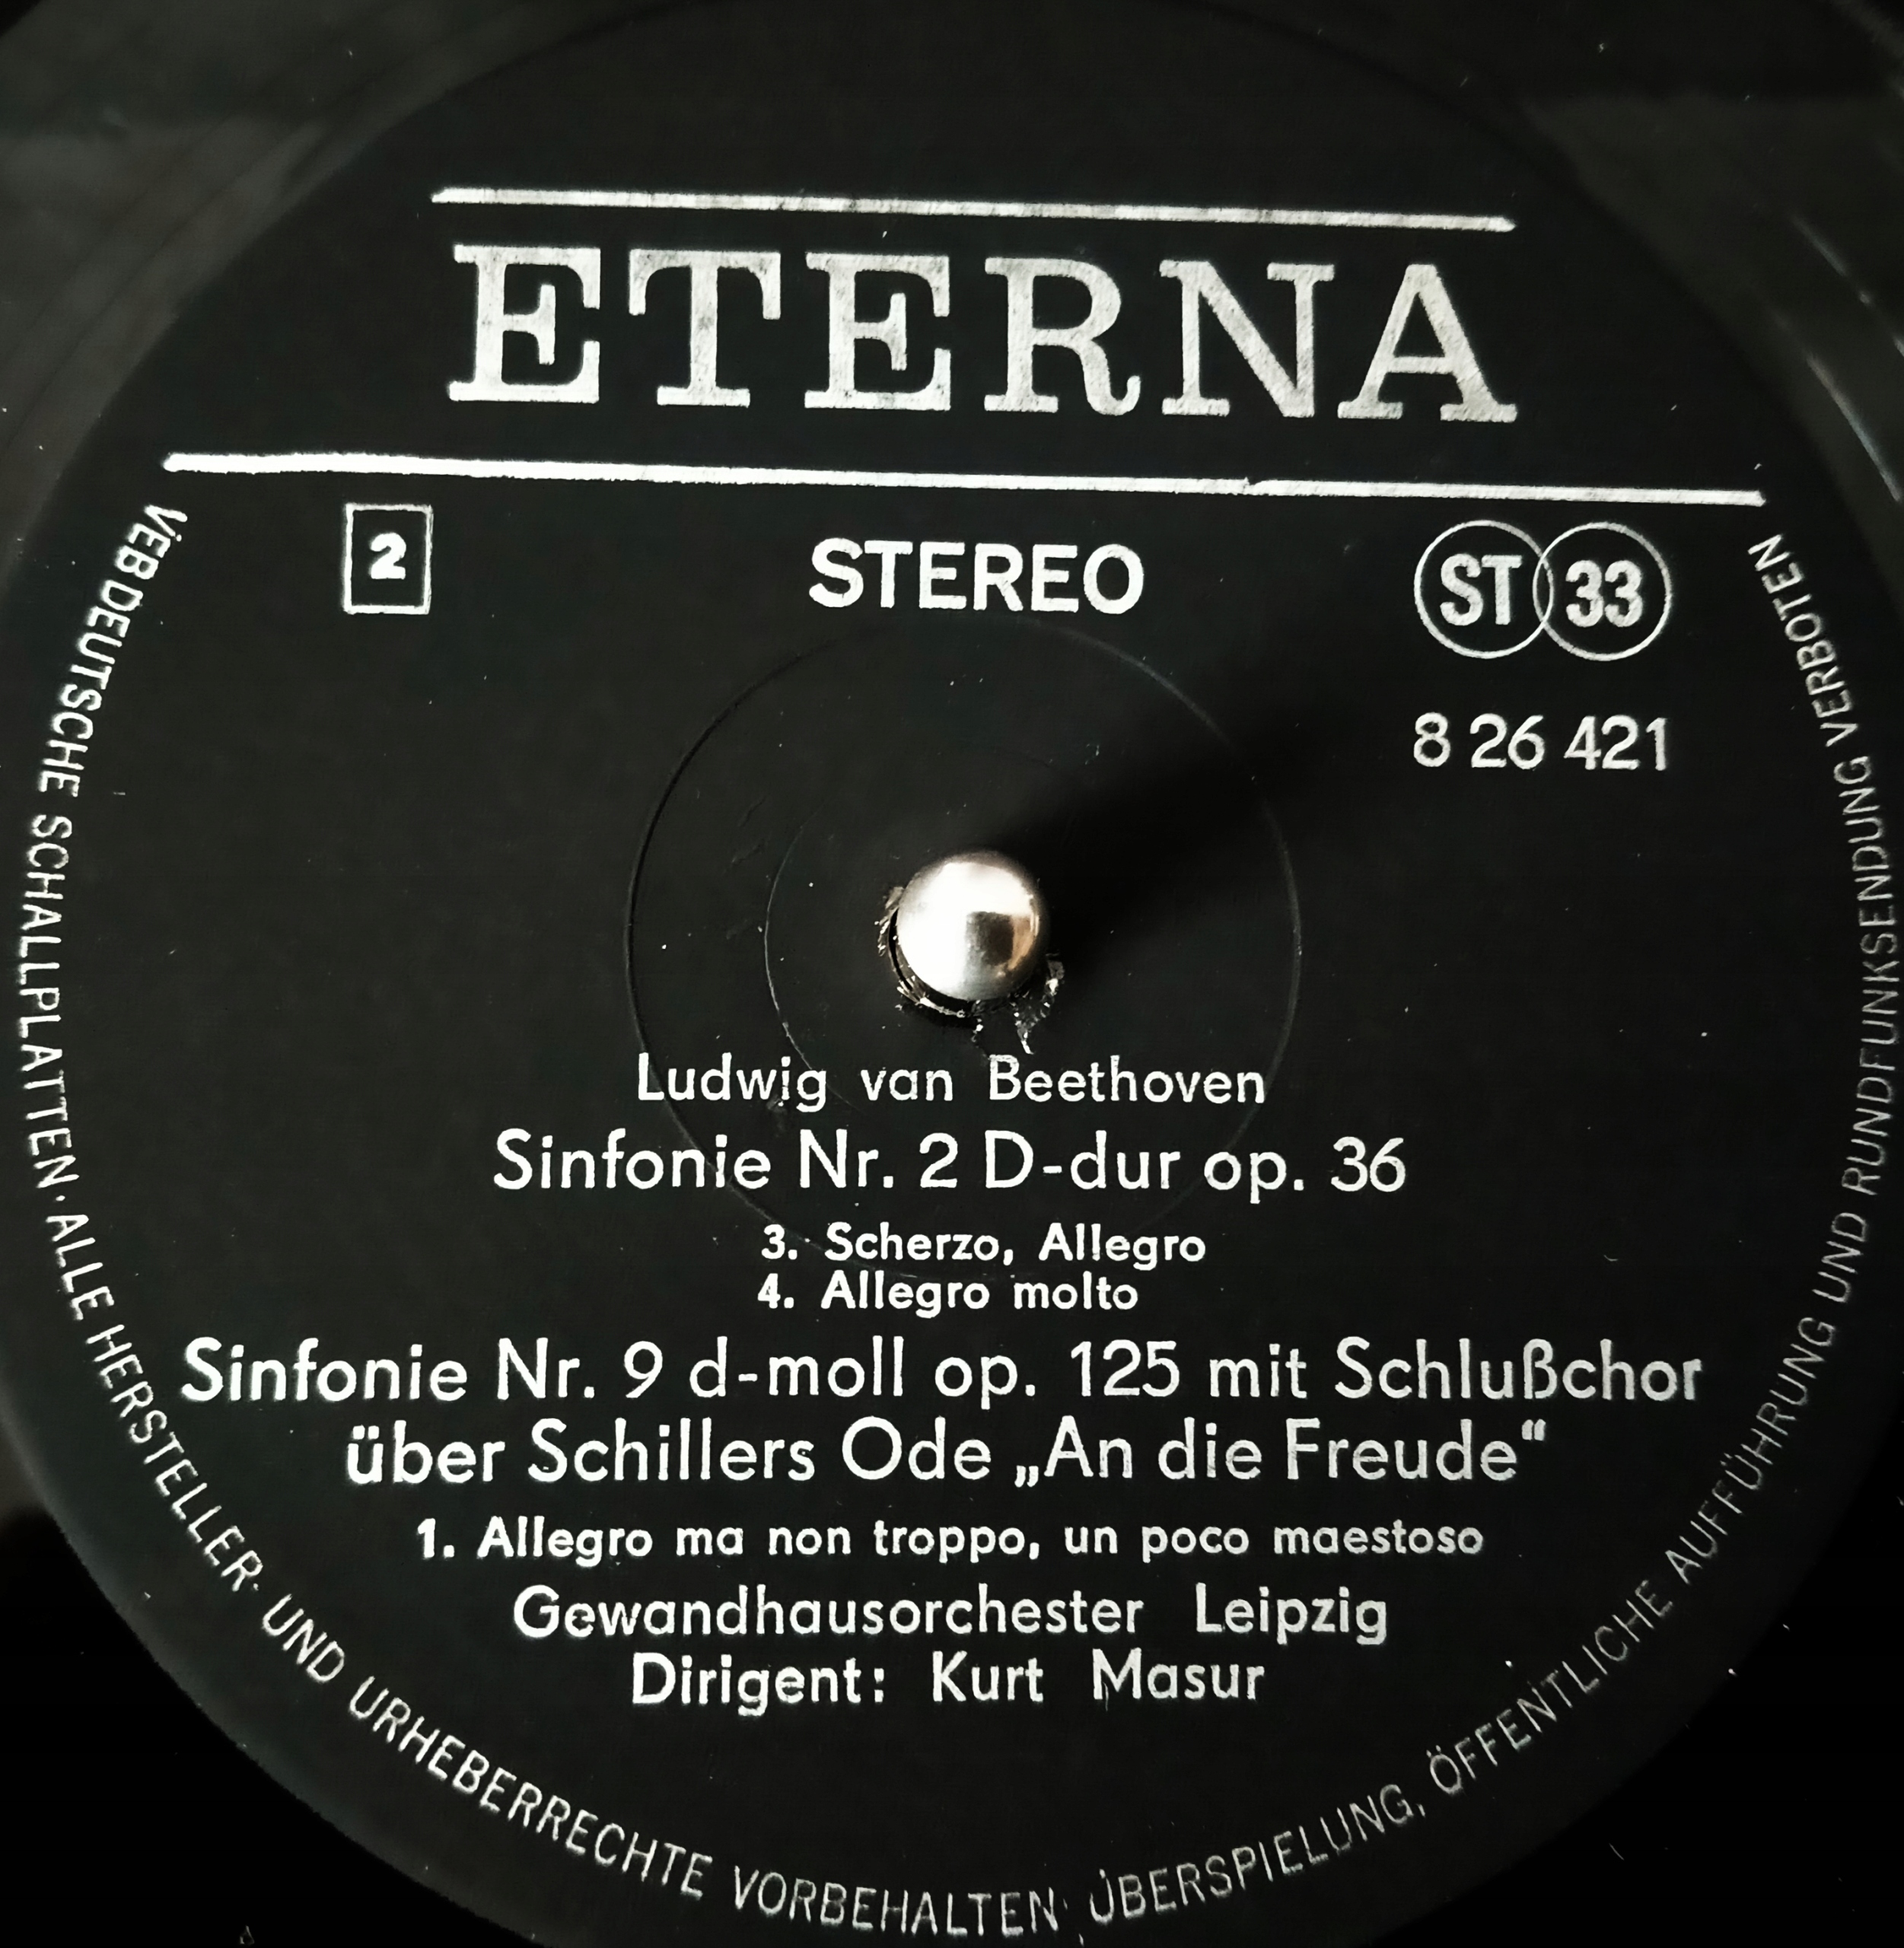 ETERNA
2
STEREO
ST 33
8 26 421
Ludwig van Beethoven
Sinfonie Nr. 2 D-dur op. 36
3. Scherzo, Allegro
4. Allegro molto
Sinfonie Nr. 9 d-moll op. 125 mit Schlußchor
über Schillers Ode „An die Freude“
1. Allegro ma non troppo, un poco maestoso
Gewandhausorchester Leipzig
Dirigent: Kurt Masur
VEB DEUTSCHE SCHALLPLATTEN · ALLE HERSTELLER- UND URHEBERRECHTE VORBEHALTEN · ÜBERSPIELUNG, ÖFFENTLICHE AUFFÜHRUNG UND RUNDFUNKSENDUNG VERBOTEN